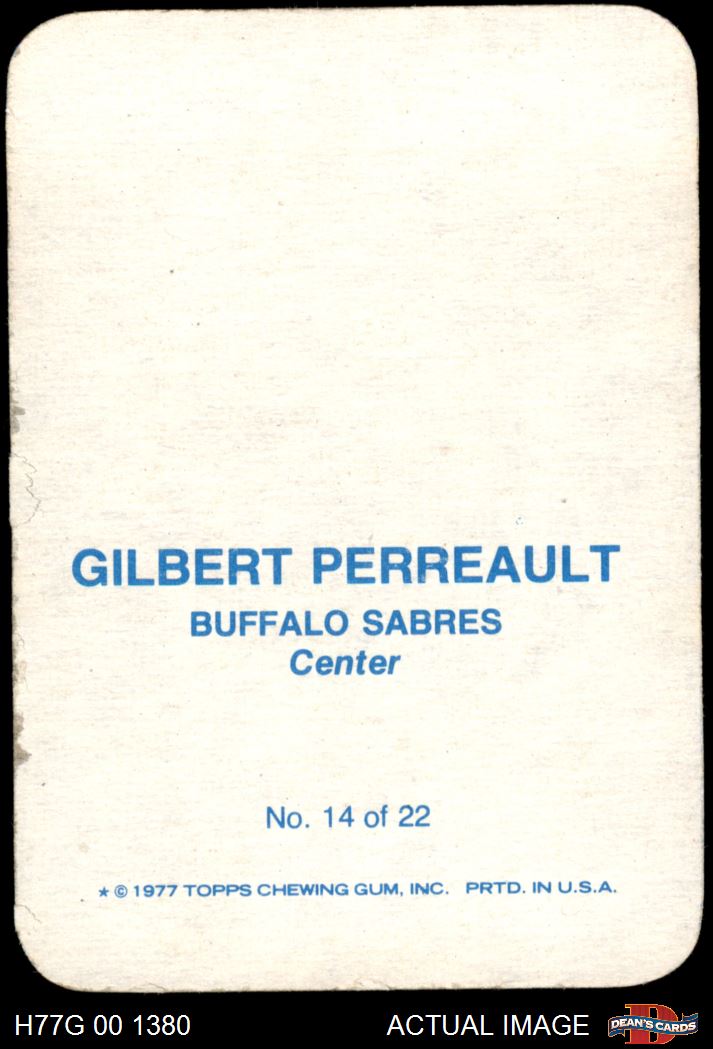 GILBERT PERREAULT
BUFFALO SABRES
Center
No. 14 of 22
★ © 1977 TOPPS CHEWING GUM, INC. PRTD. IN U.S.A.
H77G 00 1380 ACTUAL IMAGE D DEAN'S CARDS